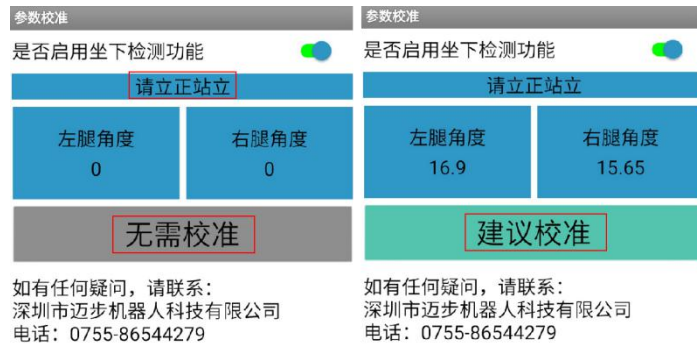 参数校准
是否启用坐下检测功能
请立正站立
左腿角度
右腿角度
0
0
无需校准
如有任何疑问，请联系：
深圳市迈步机器人科技有限公司
电话：0755-86544279
参数校准
是否启用坐下检测功能
请立正站立
左腿角度
右腿角度
16.9
15.65
建议校准
如有任何疑问，请联系：
深圳市迈步机器人科技有限公司
电话：0755-86544279